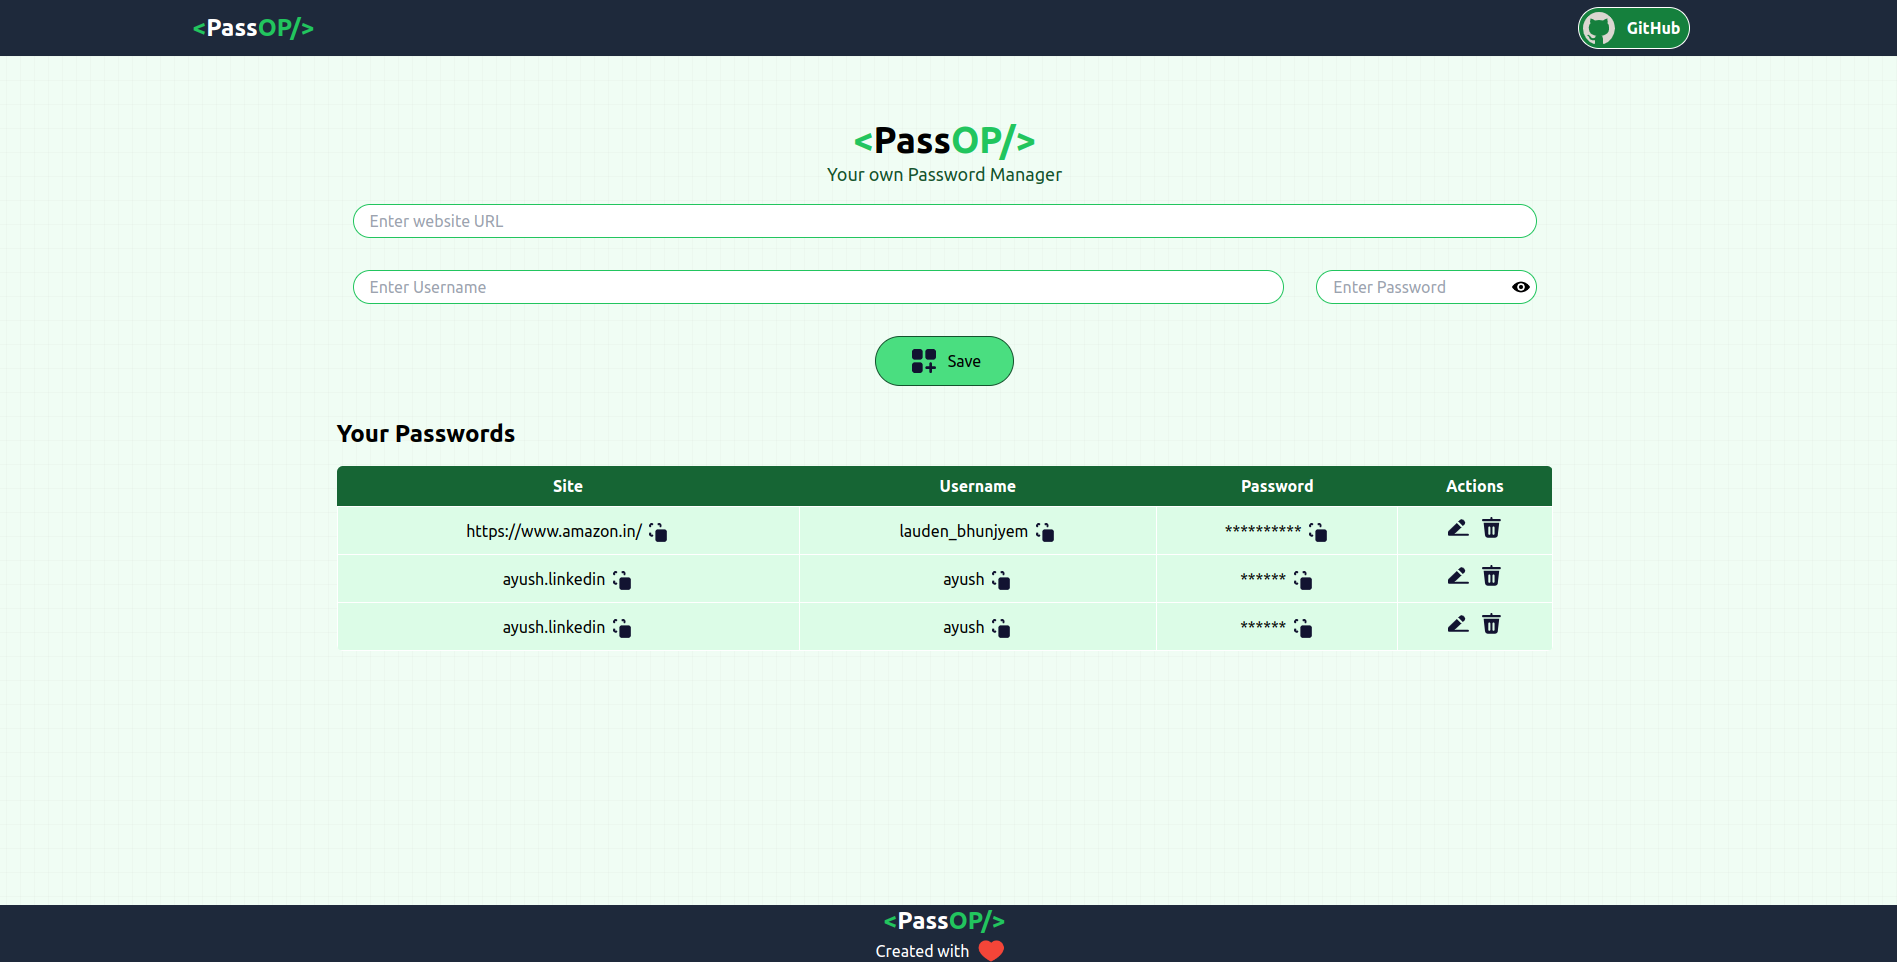 <PassOP/>
GitHub
<PassOP/>
Your own Password Manager
Enter website URL
Enter Username
Enter Password
Save
Your Passwords
Site Username Password Actions
https://www.amazon.in/ lauden_bhunjyem **********
ayush.linkedin ayush ******
ayush.linkedin ayush ******
<PassOP/>
Created with